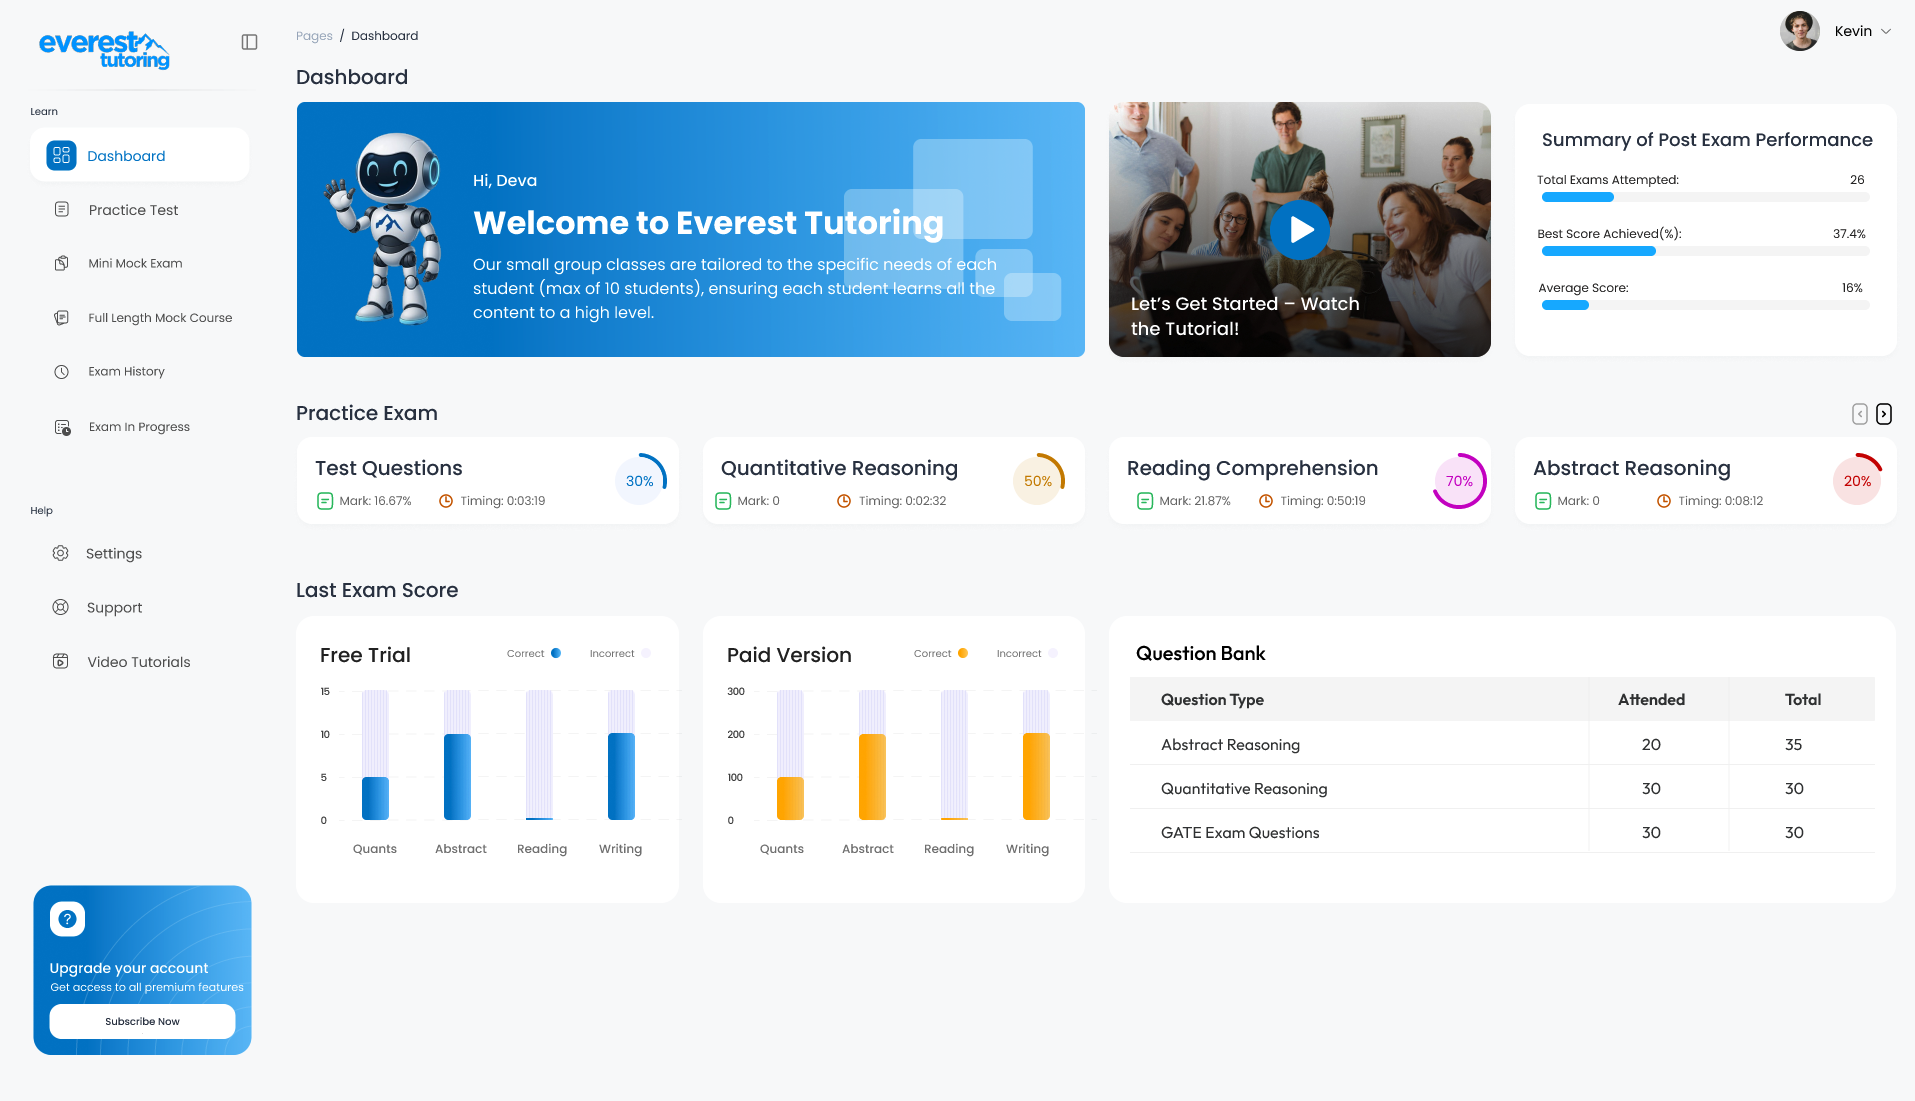 everest
tutoring
Pages / Dashboard
Kevin
Dashboard
Learn
Dashboard
Practice Test
Mini Mock Exam
Full Length Mock Course
Exam History
Exam In Progress
Help
Settings
Support
Video Tutorials
?
Upgrade your account
Get access to all premium features
Subscribe Now
Hi, Deva
Welcome to Everest Tutoring
Our small group classes are tailored to the specific needs of each
student (max of 10 students), ensuring each student learns all the
content to a high level.
Let’s Get Started – Watch
the Tutorial!
Summary of Post Exam Performance
Total Exams Attempted: 26
Best Score Achieved(%): 37.4%
Average Score: 16%
Practice Exam
Test Questions
Mark: 16.67% Timing: 0:03:19
30%
Quantitative Reasoning
Mark: 0 Timing: 0:02:32
50%
Reading Comprehension
Mark: 21.87% Timing: 0:50:19
70%
Abstract Reasoning
Mark: 0 Timing: 0:08:12
20%
Last Exam Score
Free Trial Correct Incorrect
15
10
5
0
Quants Abstract Reading Writing
Paid Version Correct Incorrect
300
200
100
0
Quants Abstract Reading Writing
Question Bank
Question Type Attended Total
Abstract Reasoning 20 35
Quantitative Reasoning 30 30
GATE Exam Questions 30 30